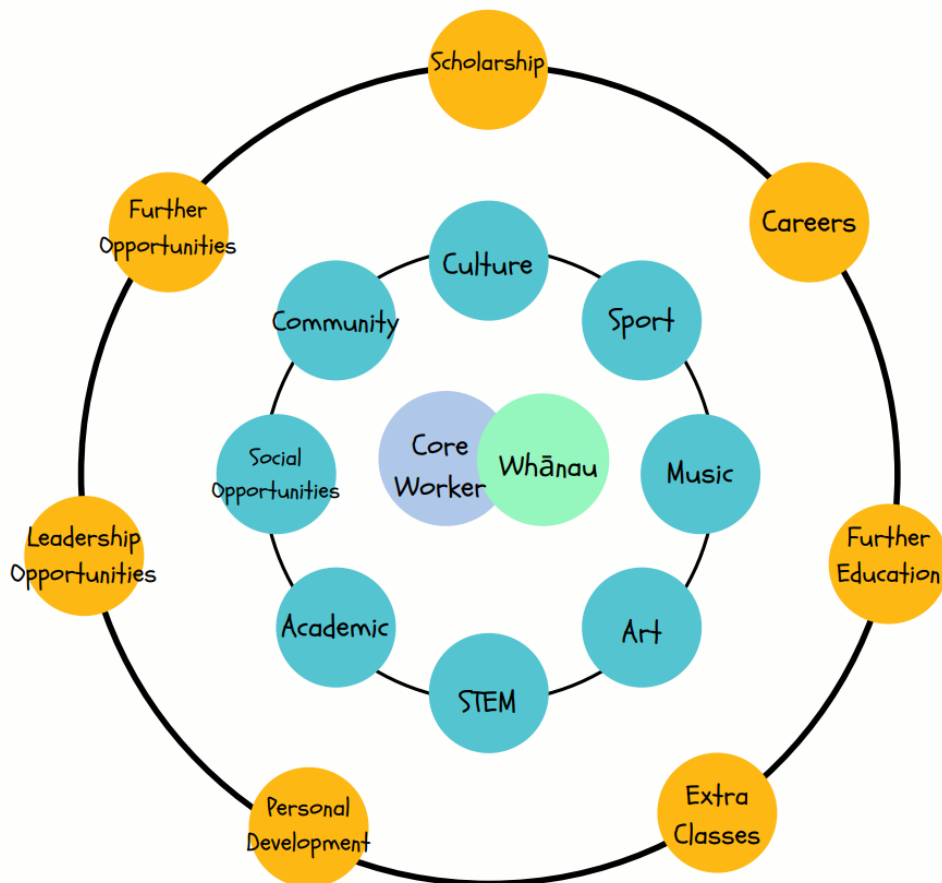 Scholarship
Further
Opportunities
Careers
Culture
Community
Sport
Core
Worker
Whānau
Social
Opportunities
Music
Leadership
Opportunities
Further
Education
Academic
Art
STEM
Personal
Development
Extra
Classes